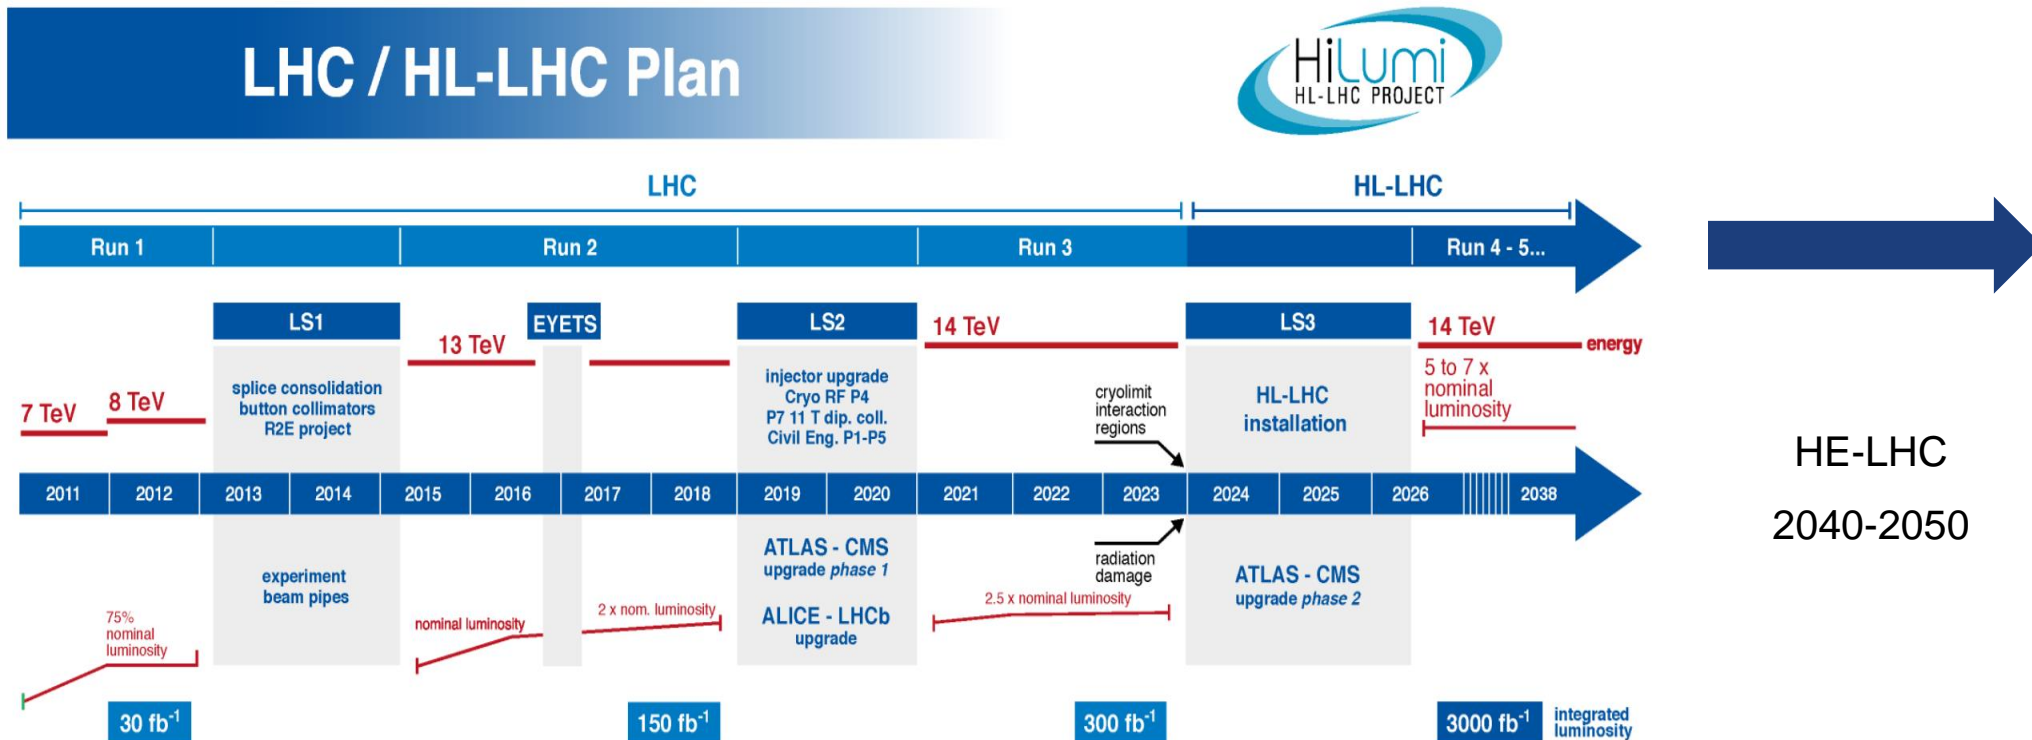 LHC / HL-LHC Plan
HiLumi
HL-LHC PROJECT
LHC
HL-LHC
Run 1
Run 2
Run 3
Run 4 - 5...
LS1
EYETS
LS2
LS3
7 TeV
8 TeV
13 TeV
14 TeV
14 TeV
energy
splice consolidation
button collimators
R2E project
injector upgrade
Cryo RF P4
P7 11 T dip. coll.
Civil Eng. P1-P5
cryolimit
interaction
regions
HL-LHC
installation
5 to 7 x
nominal
luminosity
HE-LHC
2040-2050
2011
2012
2013
2014
2015
2016
2017
2018
2019
2020
2021
2022
2023
2024
2025
2026
2038
75%
nominal
luminosity
experiment
beam pipes
nominal luminosity
2 x nom. luminosity
ATLAS - CMS
upgrade phase 1
ALICE - LHCb
upgrade
radiation
damage
2.5 x nominal luminosity
ATLAS - CMS
upgrade phase 2
30 fb⁻¹
150 fb⁻¹
300 fb⁻¹
3000 fb⁻¹
integrated
luminosity